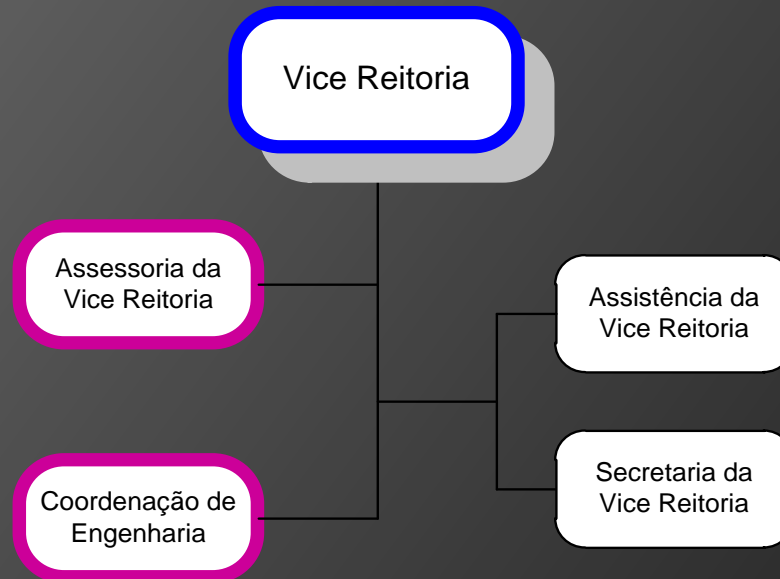 Vice Reitoria
Assessoria da
Vice Reitoria
Assistência da
Vice Reitoria
Coordenação de
Engenharia
Secretaria da
Vice Reitoria